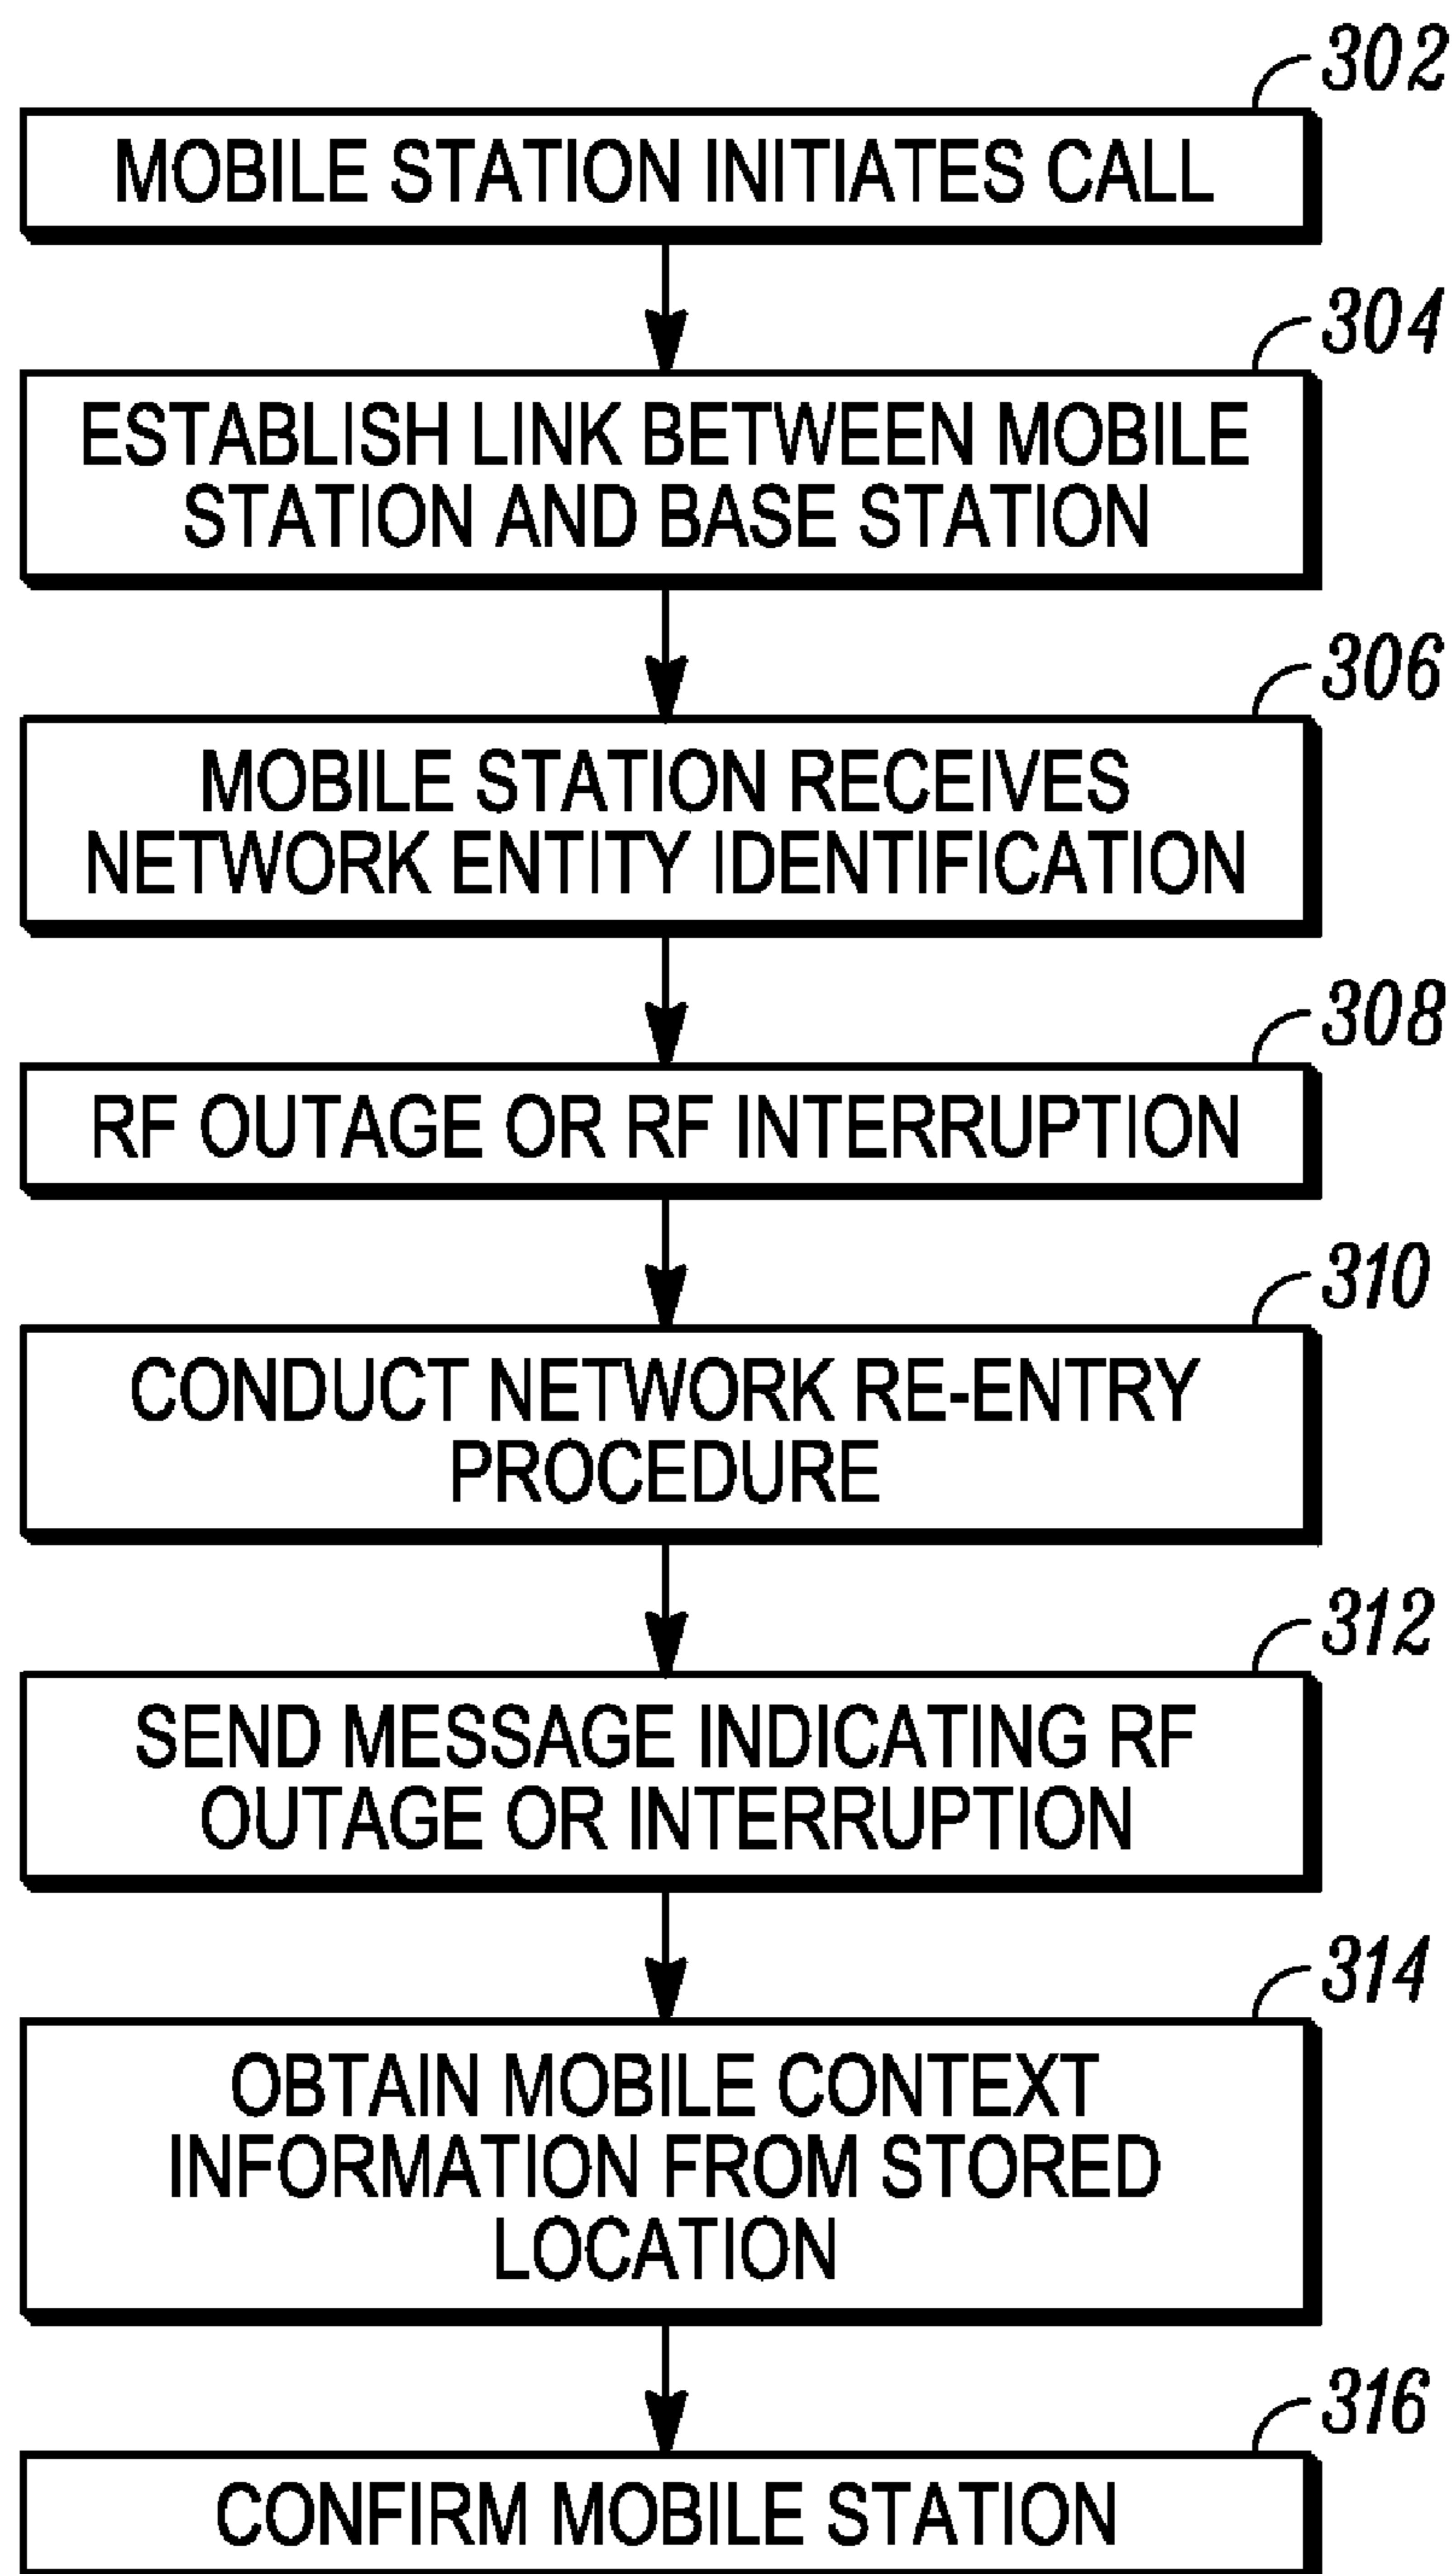 302
MOBILE STATION INITIATES CALL
304
ESTABLISH LINK BETWEEN MOBILE
STATION AND BASE STATION
306
MOBILE STATION RECEIVES
NETWORK ENTITY IDENTIFICATION
308
RF OUTAGE OR RF INTERRUPTION
310
CONDUCT NETWORK RE-ENTRY
PROCEDURE
312
SEND MESSAGE INDICATING RF
OUTAGE OR INTERRUPTION
314
OBTAIN MOBILE CONTEXT
INFORMATION FROM STORED
LOCATION
316
CONFIRM MOBILE STATION